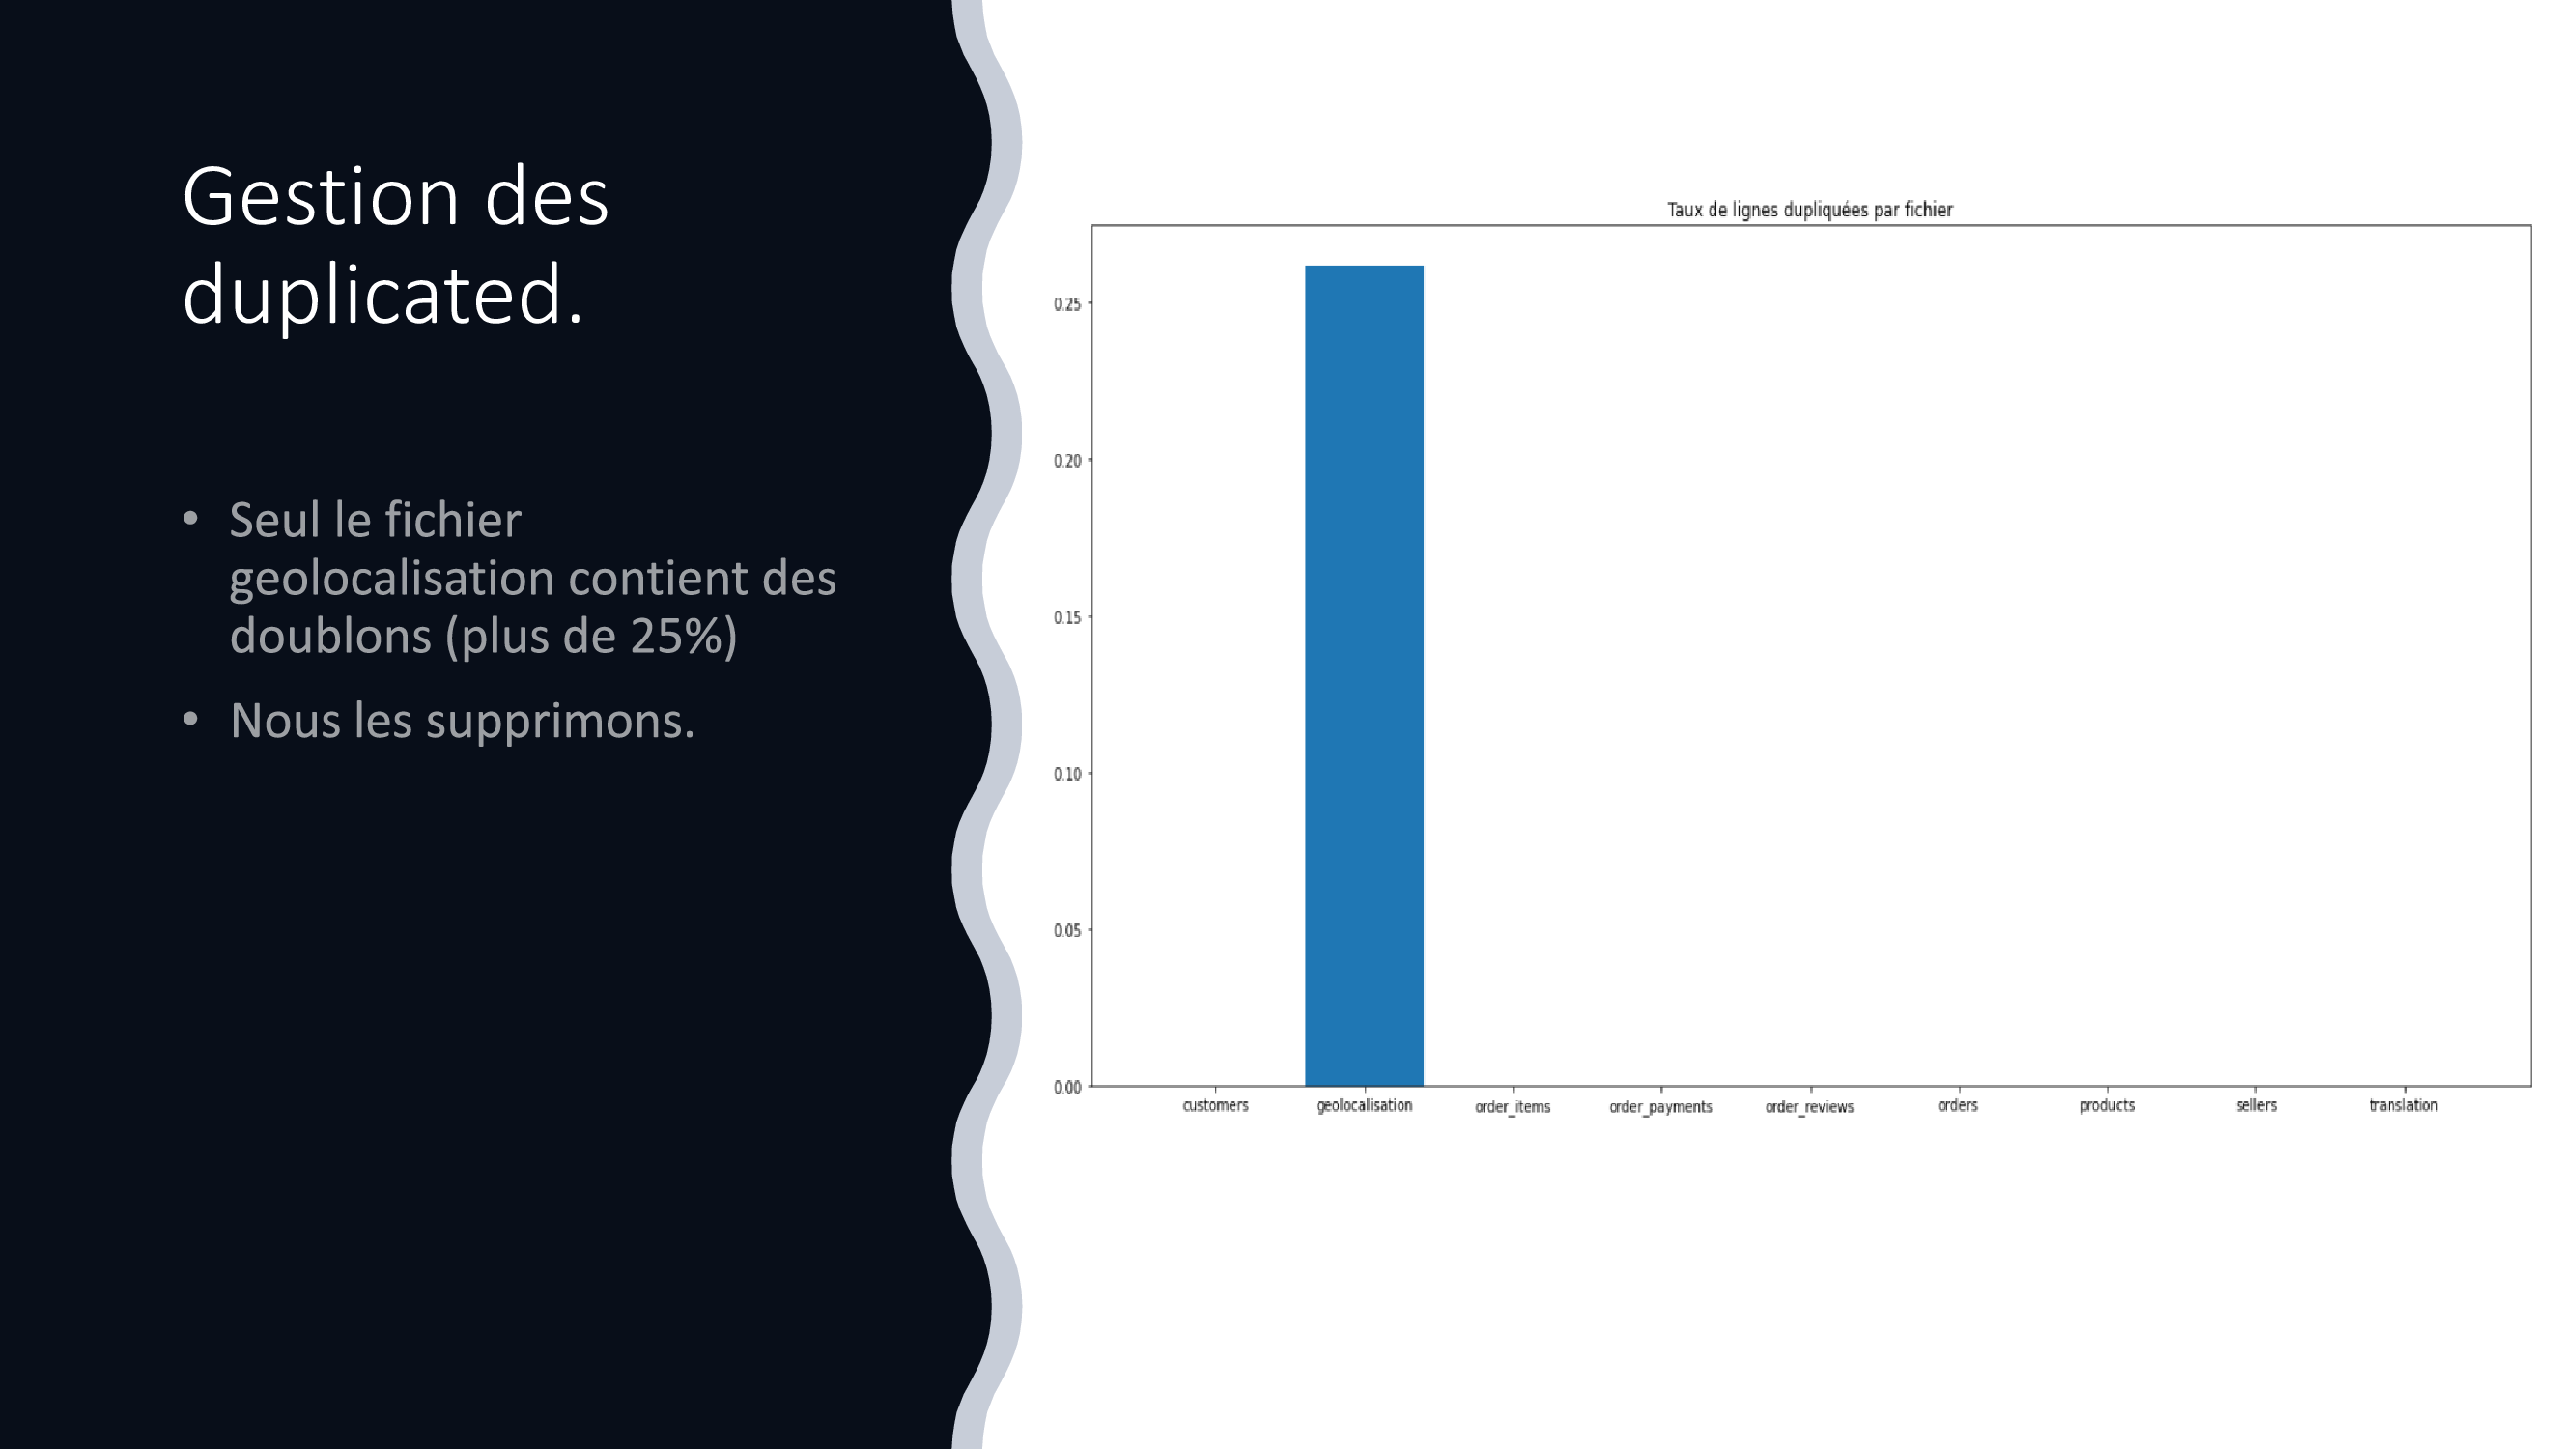 Gestion des
duplicated.
• Seul le fichier
geolocalisation contient des
doublons (plus de 25%)
• Nous les supprimons.
Taux de lignes dupliquées par fichier
0.25
0.20
0.15
0.10
0.05
0.00
customers geolocalisation order_items order_payments order_reviews orders products sellers translation